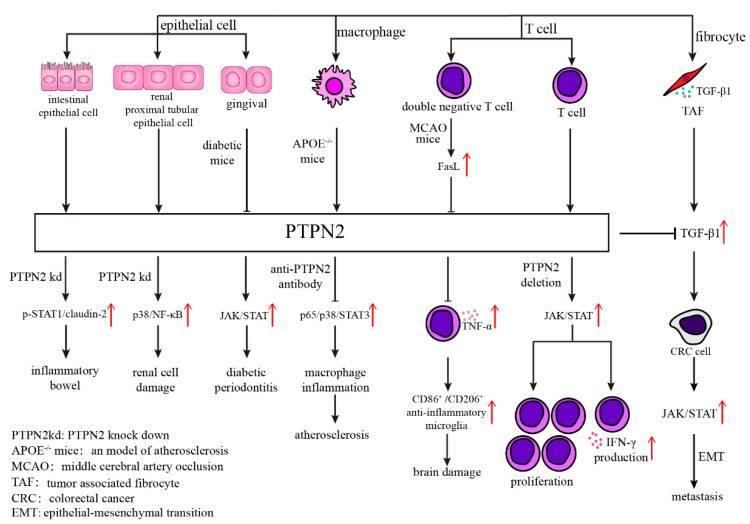 epithelial cell
macrophage
T cell
fibrocyte
intestinal
epithelial cell
renal
proximal tubular
epithelial cell
gingival
double negative T cell
T cell
TGF-β1
TAF
diabetic
mice
APOE-/-
mice
MCAO
mice
FasL
PTPN2
TGF-β1
PTPN2 kd
PTPN2 kd
anti-PTPN2
antibody
PTPN2
deletion
p-STAT1/claudin-2
p38/NF-κB
JAK/STAT
p65/p38/STAT3
TNF-α
JAK/STAT
CRC cell
inflammatory
bowel
renal cell
damage
diabetic
periodontitis
macrophage
inflammation
atherosclerosis
CD86+ /CD206+
anti-inflammatory
microglia
brain damage
proliferation
IFN-γ
production
JAK/STAT
EMT
metastasis
PTPN2kd: PTPN2 knock down
APOE-/- mice: an model of atherosclerosis
MCAO: middle cerebral artery occlusion
TAF: tumor associated fibrocyte
CRC: colorectal cancer
EMT: epithelial-mesenchymal transition